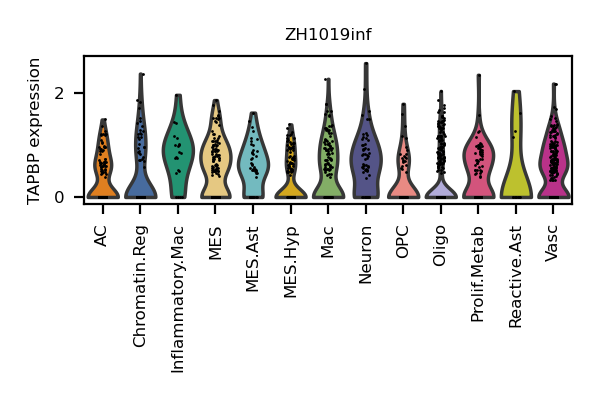 ZH1019inf
TAPBP expression
2
0
AC
Chromatin.Reg
Inflammatory.Mac
MES
MES.Ast
MES.Hyp
Mac
Neuron
OPC
Oligo
Prolif.Metab
Reactive.Ast
Vasc